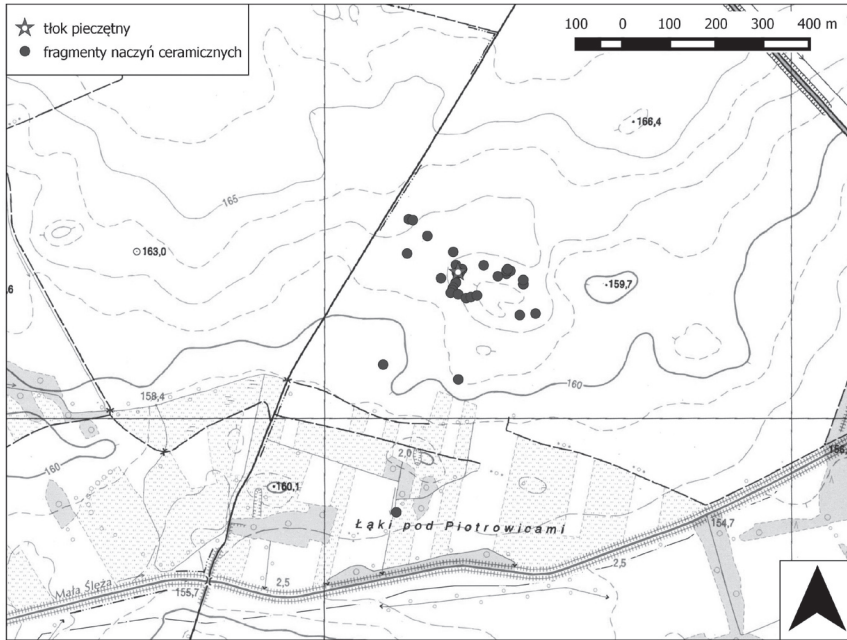 tłok pieczętny
fragmenty naczyń ceramicznych
100 0 100 200 300 400 m
166,4
165
163,0
159,7
160
158,4
160
2,0
160,1
Łąki pod Piotrowicami
154,7
Mała Ślęza
155,7
2,5
2,5